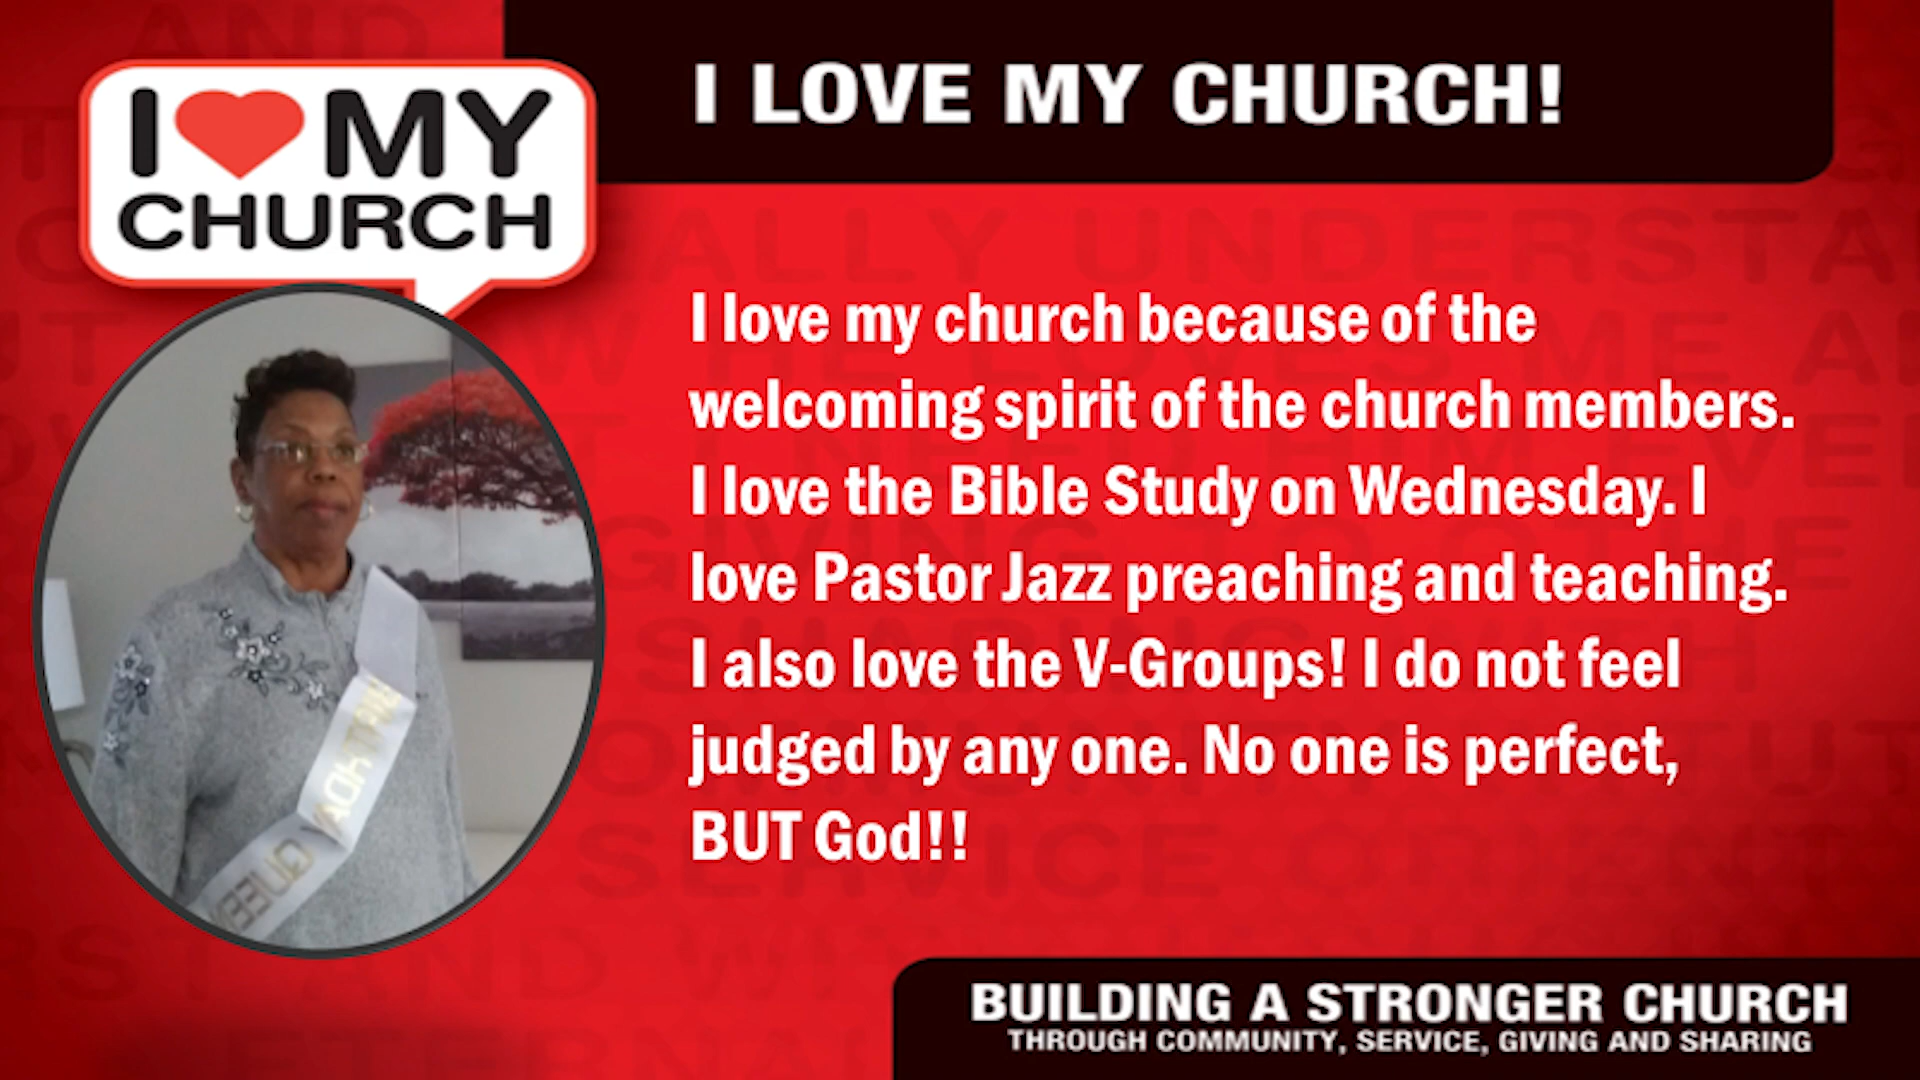 I LOVE MY CHURCH!
I MY
CHURCH
I love my church because of the
welcoming spirit of the church members.
I love the Bible Study on Wednesday. I
love Pastor Jazz preaching and teaching.
I also love the V-Groups! I do not feel
judged by any one. No one is perfect,
BUT God!!
QUEEN
BUILDING A STRONGER CHURCH
THROUGH COMMUNITY, SERVICE, GIVING AND SHARING